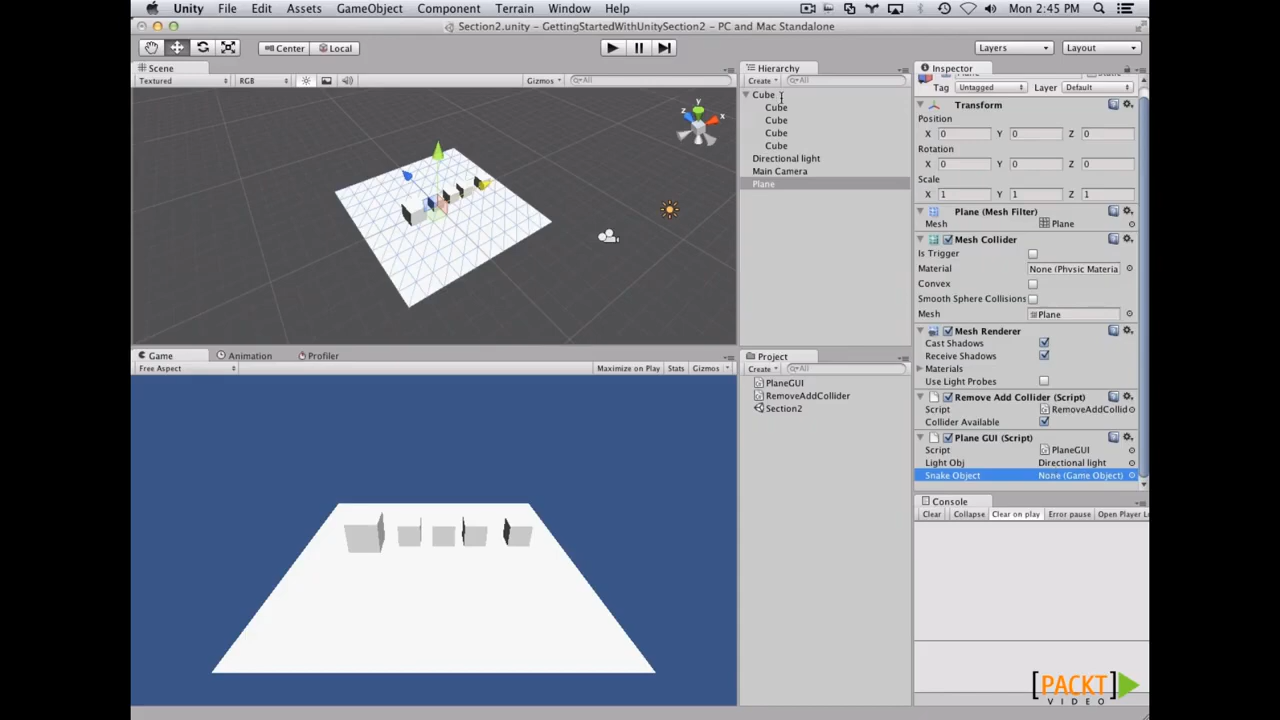 Unity File Edit Assets GameObject Component Terrain Window Help Mon 2:45 PM
Section2.unity - GettingStartedWithUnitySection2 - PC and Mac Standalone
Center Local Layers Layout
Scene
Textured RGB Gizmos All
y
x
z
Hierarchy
Create All
Cube
Cube
Cube
Cube
Cube
Directional light
Main Camera
Plane
Inspector
Tag Untagged Layer Default
Transform
Position
X 0 Y 0 Z 0
Rotation
X 0 Y 0 Z 0
Scale
X 1 Y 1 Z 1
Plane (Mesh Filter)
Mesh Plane
Mesh Collider
Is Trigger
Material None (Physic Materia
Convex
Smooth Sphere Collisions
Mesh Plane
Mesh Renderer
Cast Shadows
Receive Shadows
Materials
Use Light Probes
Remove Add Collider (Script)
Script RemoveAddCollid
Collider Available
Plane GUI (Script)
Script PlaneGUI
Light Obj Directional light
Snake Object None (Game Object)
Game Animation Profiler
Free Aspect Maximize on Play Stats Gizmos
Project
Create All
PlaneGUI
RemoveAddCollider
Section2
Console
Clear Collapse Clear on play Error pause Open Player L
[PACKT]
VIDEO